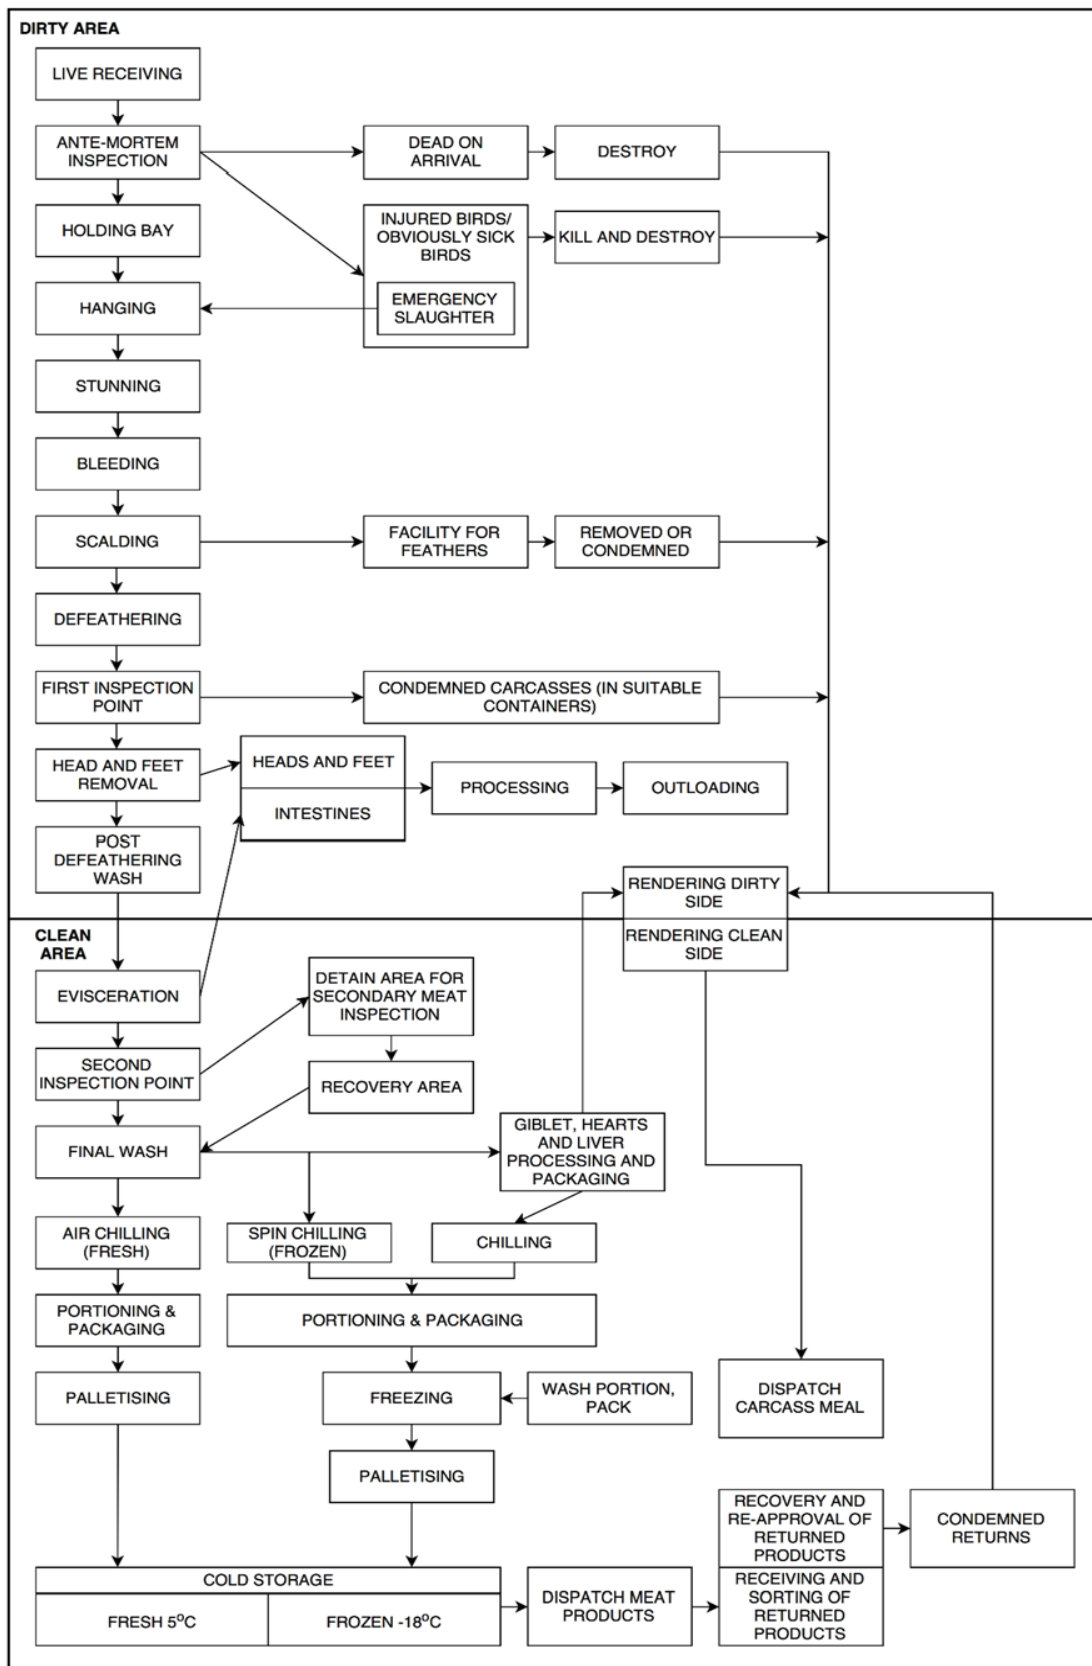 DIRTY AREA
LIVE RECEIVING
ANTE-MORTEM
INSPECTION
DEAD ON
ARRIVAL
DESTROY
HOLDING BAY
INJURED BIRDS/
OBVIOUSLY SICK
BIRDS
KILL AND DESTROY
HANGING
EMERGENCY
SLAUGHTER
STUNNING
BLEEDING
SCALDING
FACILITY FOR
FEATHERS
REMOVED OR
CONDEMNED
DEFEATHERING
FIRST INSPECTION
POINT
CONDEMNED CARCASSES (IN SUITABLE
CONTAINERS)
HEAD AND FEET
REMOVAL
HEADS AND FEET
INTESTINES
PROCESSING
OUTLOADING
POST
DEFEATHERING
WASH
RENDERING DIRTY
SIDE
CLEAN
AREA
RENDERING CLEAN
SIDE
EVISCERATION
DETAIN AREA FOR
SECONDARY MEAT
INSPECTION
SECOND
INSPECTION POINT
RECOVERY AREA
FINAL WASH
GIBLET, HEARTS
AND LIVER
PROCESSING AND
PACKAGING
AIR CHILLING
(FRESH)
SPIN CHILLING
(FROZEN)
CHILLING
PORTIONING &
PACKAGING
PORTIONING & PACKAGING
PALLETISING
FREEZING
WASH PORTION,
PACK
DISPATCH
CARCASS MEAL
PALLETISING
RECOVERY AND
RE-APPROVAL OF
RETURNED
PRODUCTS
CONDEMNED
RETURNS
COLD STORAGE
FRESH 5ºC
FROZEN -18ºC
DISPATCH MEAT
PRODUCTS
RECEIVING AND
SORTING OF
RETURNED
PRODUCTS